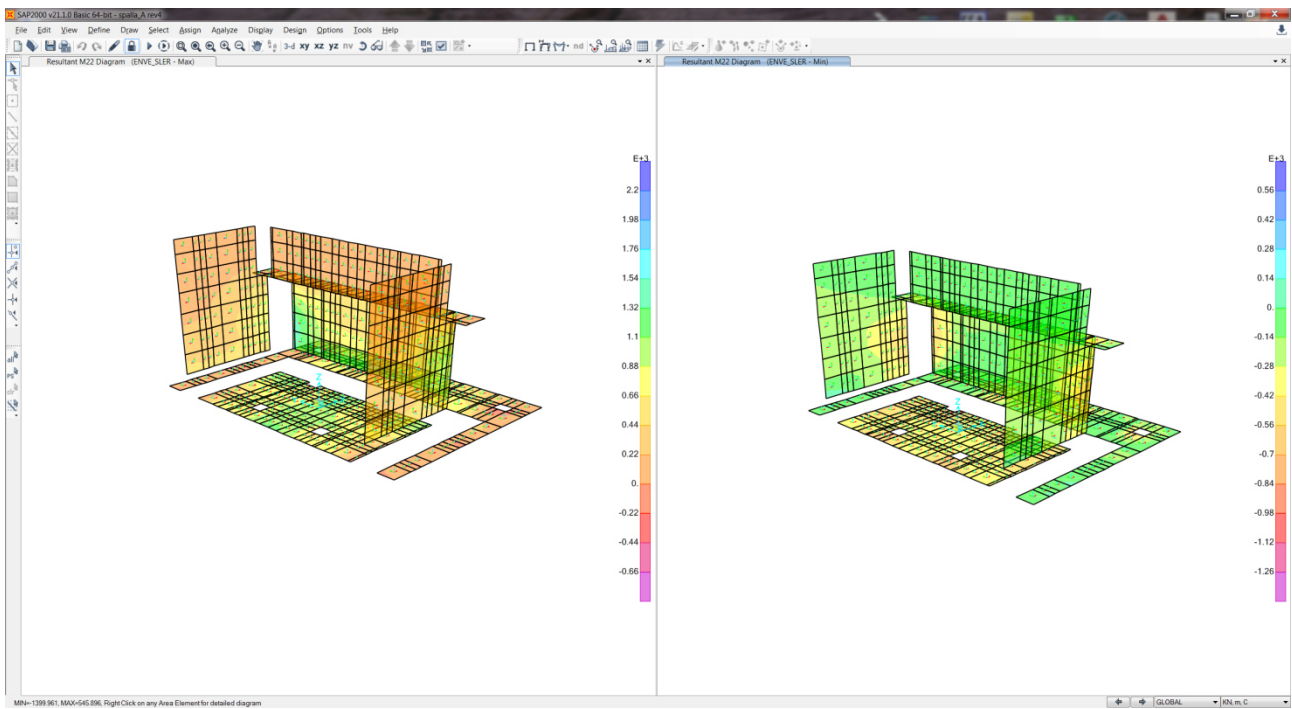 SAP2000 v21.1.0 Basic 64-bit - spalla_A rev4
File Edit View Define Draw Select Assign Analyze Display Design Options Tools Help
3-d xy xz yz nv nd
Resultant M22 Diagram (ENVE_SLER - Max)
Resultant M22 Diagram (ENVE_SLER - Min)
E+3
2.2
1.98
1.76
1.54
1.32
1.1
0.88
0.66
0.44
0.22
0.
-0.22
-0.44
-0.66
Z
E+3
0.56
0.42
0.28
0.14
0.
-0.14
-0.28
-0.42
-0.56
-0.7
-0.84
-0.98
-1.12
-1.26
Z
all
ps
MIN=-1399.961, MAX=545.896, Right Click on any Area Element for detailed diagram
GLOBAL
KN, m, C